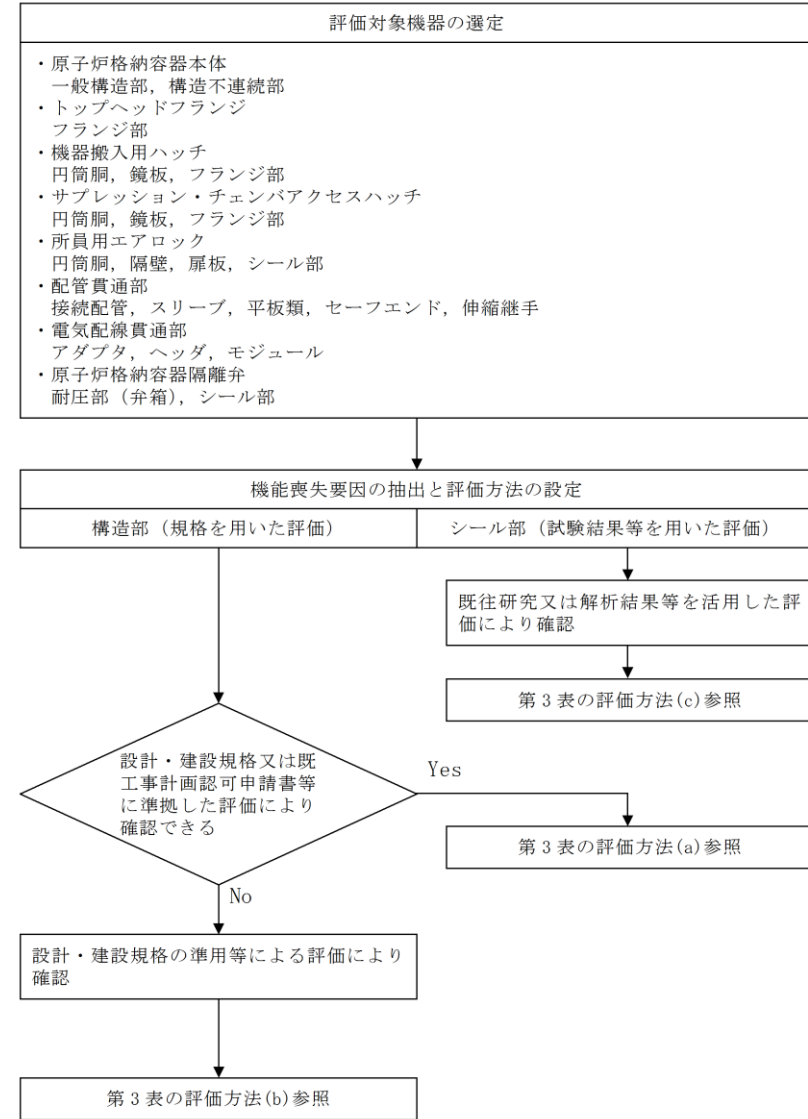 評価対象機器の選定
・原子炉格納容器本体
一般構造部，構造不連続部
・トップヘッドフランジ
フランジ部
・機器搬入用ハッチ
円筒胴，鏡板，フランジ部
・サプレッション・チェンバアクセスハッチ
円筒胴，鏡板，フランジ部
・所員用エアロック
円筒胴，隔壁，扉板，シール部
・配管貫通部
接続配管，スリーブ，平板類，セーフエンド，伸縮継手
・電気配線貫通部
アダプタ，ヘッダ，モジュール
・原子炉格納容器隔離弁
耐圧部（弁箱），シール部
機能喪失要因の抽出と評価方法の設定
構造部（規格を用いた評価）
シール部（試験結果等を用いた評価）
既往研究又は解析結果等を活用した評
価により確認
第３表の評価方法(c)参照
設計・建設規格又は既
工事計画認可申請書等
に準拠した評価により
確認できる
Yes
第３表の評価方法(a)参照
No
設計・建設規格の準用等による評価により
確認
第３表の評価方法(b)参照